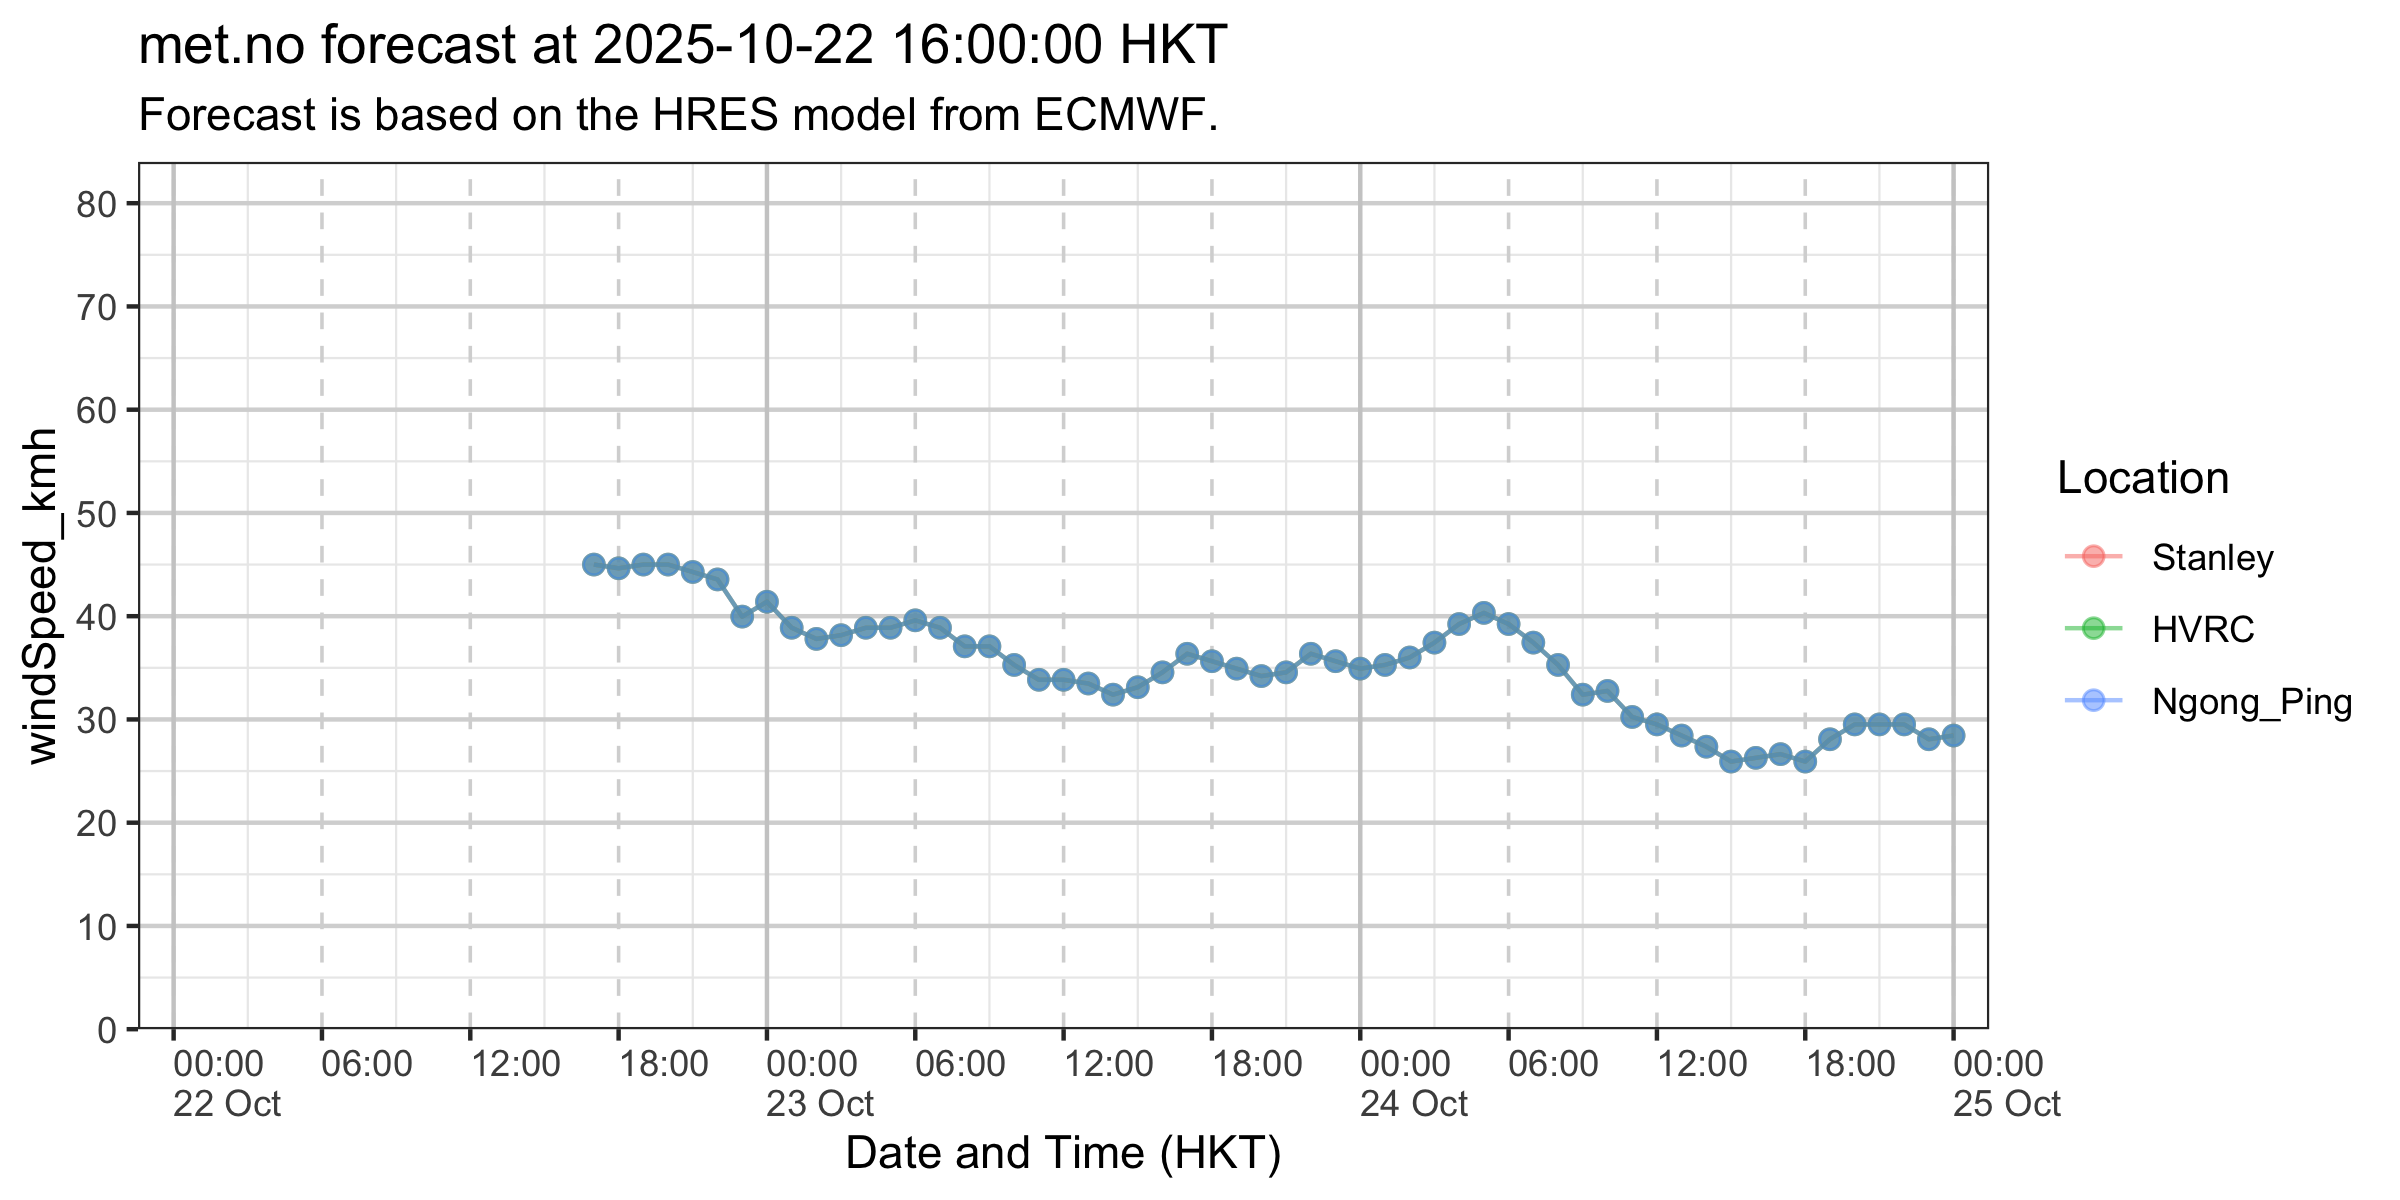 met.no forecast at 2025-10-22 16:00:00 HKT
Forecast is based on the HRES model from ECMWF.
windSpeed_kmh
80
70
60
50
40
30
20
10
0
00:00 06:00 12:00 18:00 00:00 06:00 12:00 18:00 00:00 06:00 12:00 18:00 00:00
22 Oct 23 Oct 24 Oct 25 Oct
Date and Time (HKT)
Location
Stanley
HVRC
Ngong_Ping